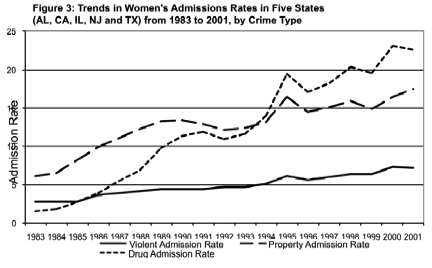 Figure 3: Trends in Women's Admissions Rates in Five States
(AL, CA, IL, NJ and TX) from 1983 to 2001, by Crime Type
25
20
15
10
5
0
Admission Rate
1983 1984 1985 1986 1987 1988 1989 1990 1991 1992 1993 1994 1995 1996 1997 1998 1999 2000 2001
Violent Admission Rate Property Admission Rate
Drug Admission Rate